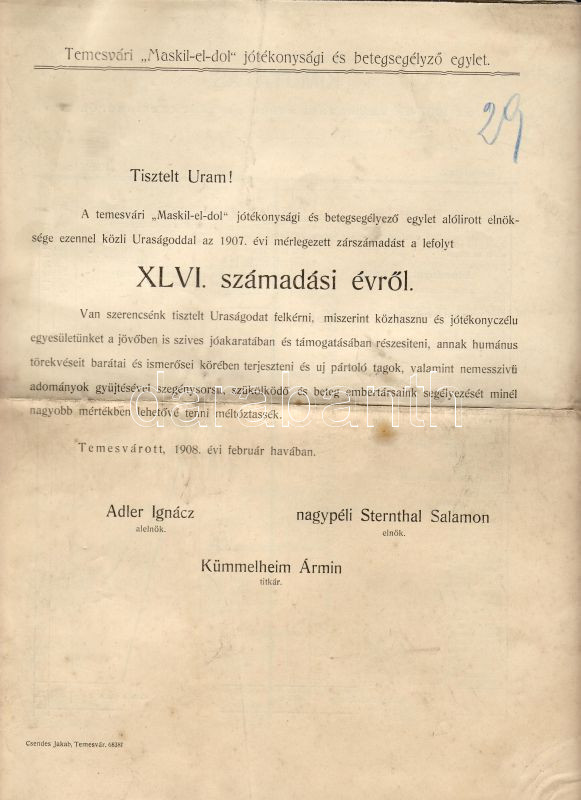 Temesvári „Maskil-el-dol" jótékonysági és betegsegélyző egylet.
29
Tisztelt Uram!
A temesvári „Maskil-el-dol" jótékonysági és betegsegélyező egylet alólirott elnök-
sége ezennel közli Uraságoddal az 1907. évi mérlegezett zárszámadást a lefolyt
XLVI. számadási évről.
Van szerencsénk tisztelt Uraságodat felkérni, miszerint közhasznu és jótékonyczélu
egyesületünket a jövőben is szives jóakaratában és támogatásában részesiteni, annak humánus
törekvéseit barátai és ismerősei körében terjeszteni és uj pártoló tagok, valamint nemesszivü
adományok gyüjtésével szegénysorsu, szükölködő és beteg embertársaink segélyezését minél
nagyobb mértékben lehetővé tenni méltóztassék.
Temesvárott, 1908. évi február havában.
Adler Ignácz
alelnök.
nagypéli Sternthal Salamon
elnök.
Kümmelheim Ármin
titkár.
Csendes Jakab, Temesvár. 68381
darabanth